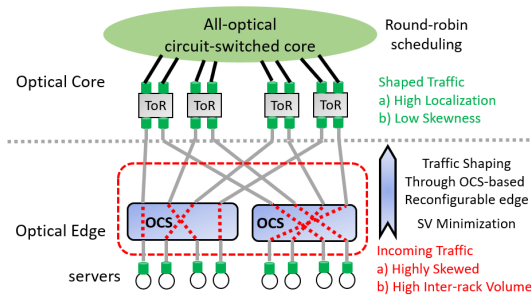 All-optical
circuit-switched core
Round-robin
scheduling
Optical Core
ToR
ToR
ToR
ToR
Shaped Traffic
a) High Localization
b) Low Skewness
Traffic Shaping
Through OCS-based
Reconfigurable edge
SV Minimization
OCS
OCS
Optical Edge
Incoming Traffic
a) Highly Skewed
b) High Inter-rack Volume
servers